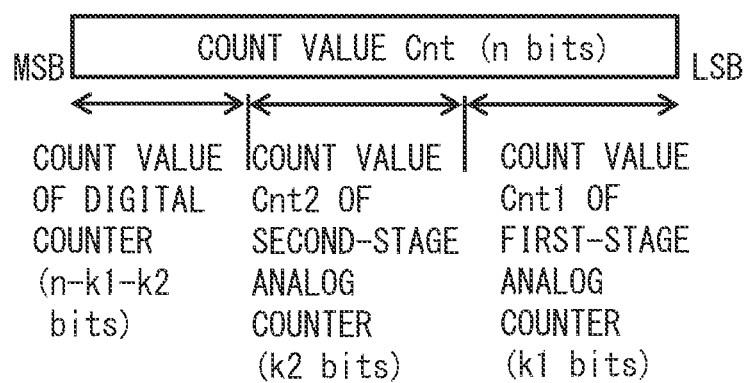 COUNT VALUE Cnt (n bits)
MSB
LSB
COUNT VALUE
OF DIGITAL
COUNTER
(n-k1-k2
bits)
COUNT VALUE
Cnt2 OF
SECOND-STAGE
ANALOG
COUNTER
(k2 bits)
COUNT VALUE
Cnt1 OF
FIRST-STAGE
ANALOG
COUNTER
(k1 bits)